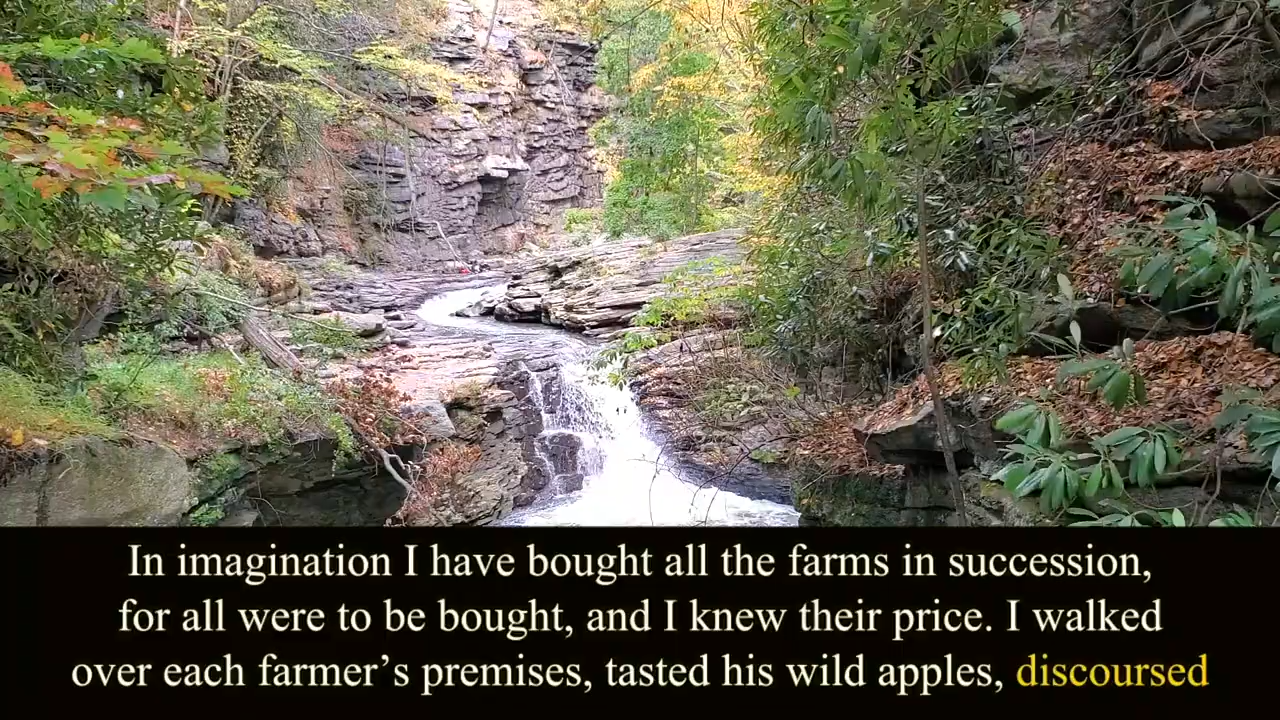 In imagination I have bought all the farms in succession,
for all were to be bought, and I knew their price. I walked
over each farmer’s premises, tasted his wild apples, discoursed